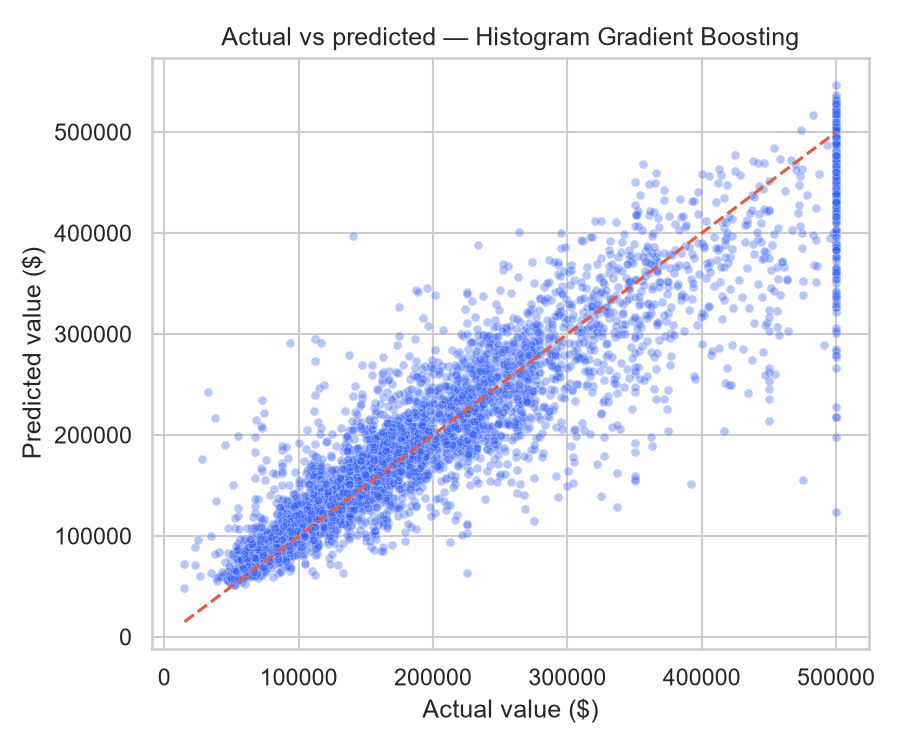 Actual vs predicted — Histogram Gradient Boosting
Predicted value ($)
500000
400000
300000
200000
100000
0
0 100000 200000 300000 400000 500000
Actual value ($)